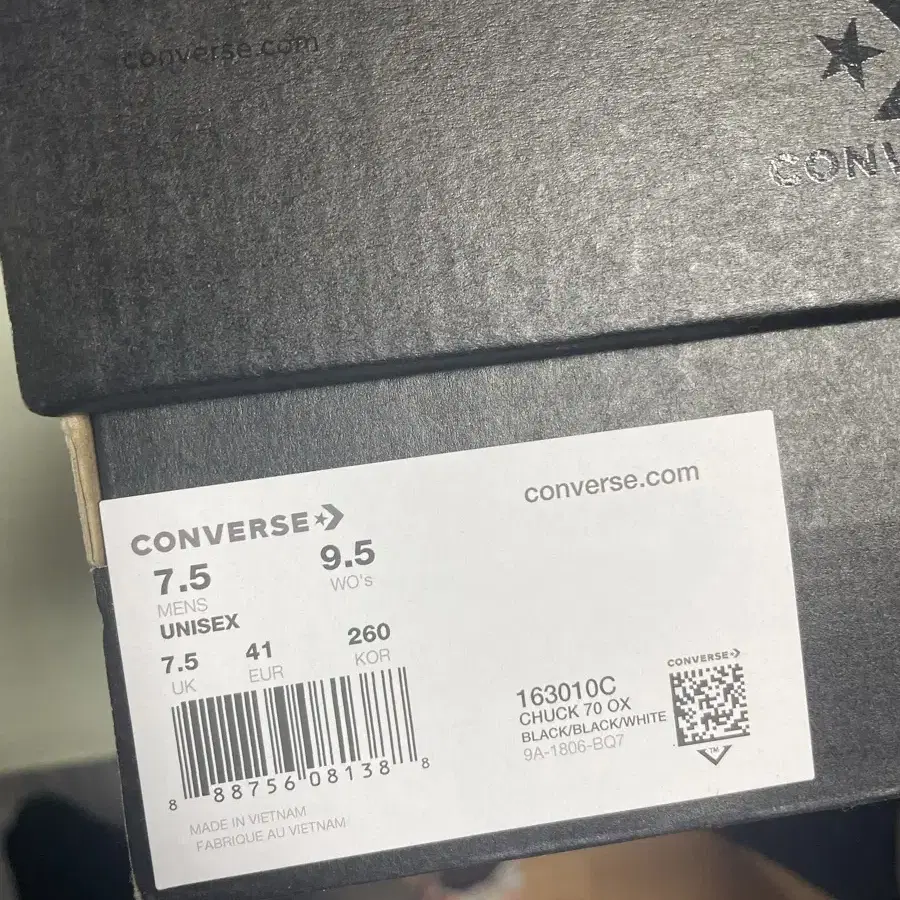 converse.com
CONV
converse.com
CONVERSE
7.5
MENS
9.5
WO's
UNISEX
7.5
UK
41
EUR
260
KOR
8 88756 08138 8
MADE IN VIETNAM
FABRIQUE AU VIETNAM
163010C
CHUCK 70 OX
BLACK/BLACK/WHITE
9A-1806-BQ7
CONVERSE
TM